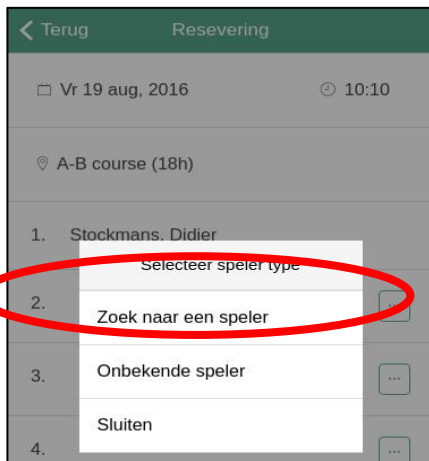 Terug Resevering
Vr 19 aug, 2016 10:10
A-B course (18h)
1. Stockmans, Didier
Selecteer speler type
2. ...
Zoek naar een speler
3. Onbekende speler ...
Sluiten
4. ...